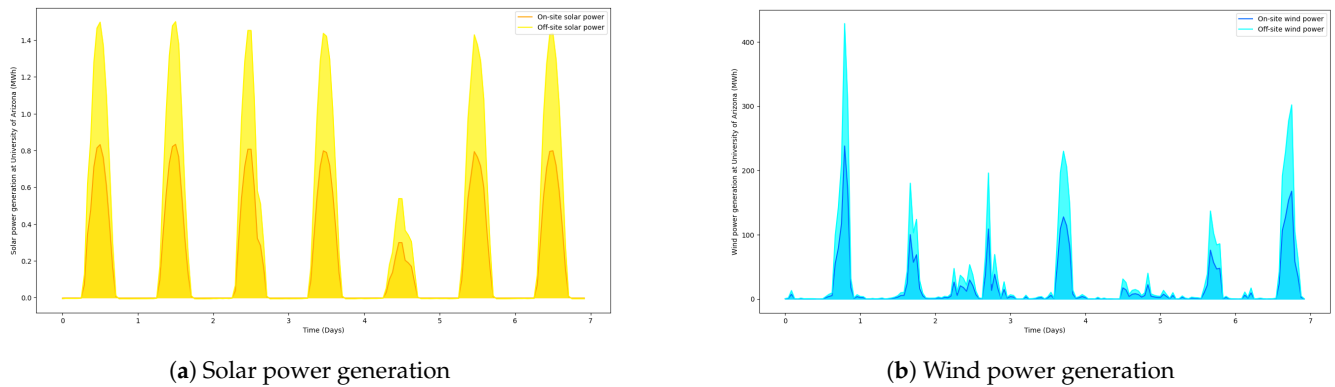 On-site solar power
Off-site solar power
Solar power generation at University of Arizona (MWh)
1.4
1.2
1.0
0.8
0.6
0.4
0.2
0.0
0 1 2 3 4 5 6 7
Time (Days)
(a) Solar power generation
On-site wind power
Off-site wind power
Wind power generation at University of Arizona (MWh)
400
300
200
100
0
0 1 2 3 4 5 6 7
Time (Days)
(b) Wind power generation